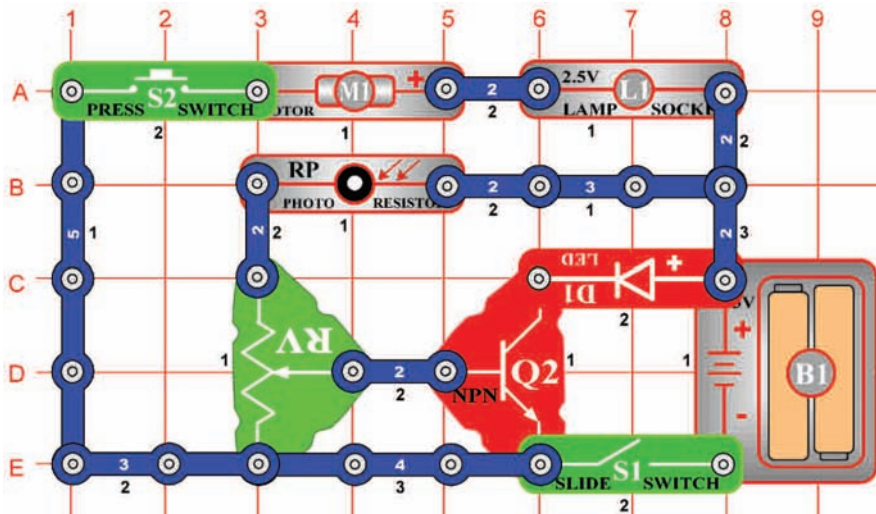 1 2 3 4 5 6 7 8 9
A
S2
PRESS SWITCH
2
OTOR
M1
+
1
2
2
2.5V
L1
LAMP SOCKE
1
2
2
B
RP
PHOTO RESISTO
1
2
2
3
1
5
1
2
2
2
3
C
LED
D1
+
2
V
D
RV
1
2
2
NPN
Q2
1
+
-
1
B1
E
3
2
4
3
S1
SLIDE SWITCH
2